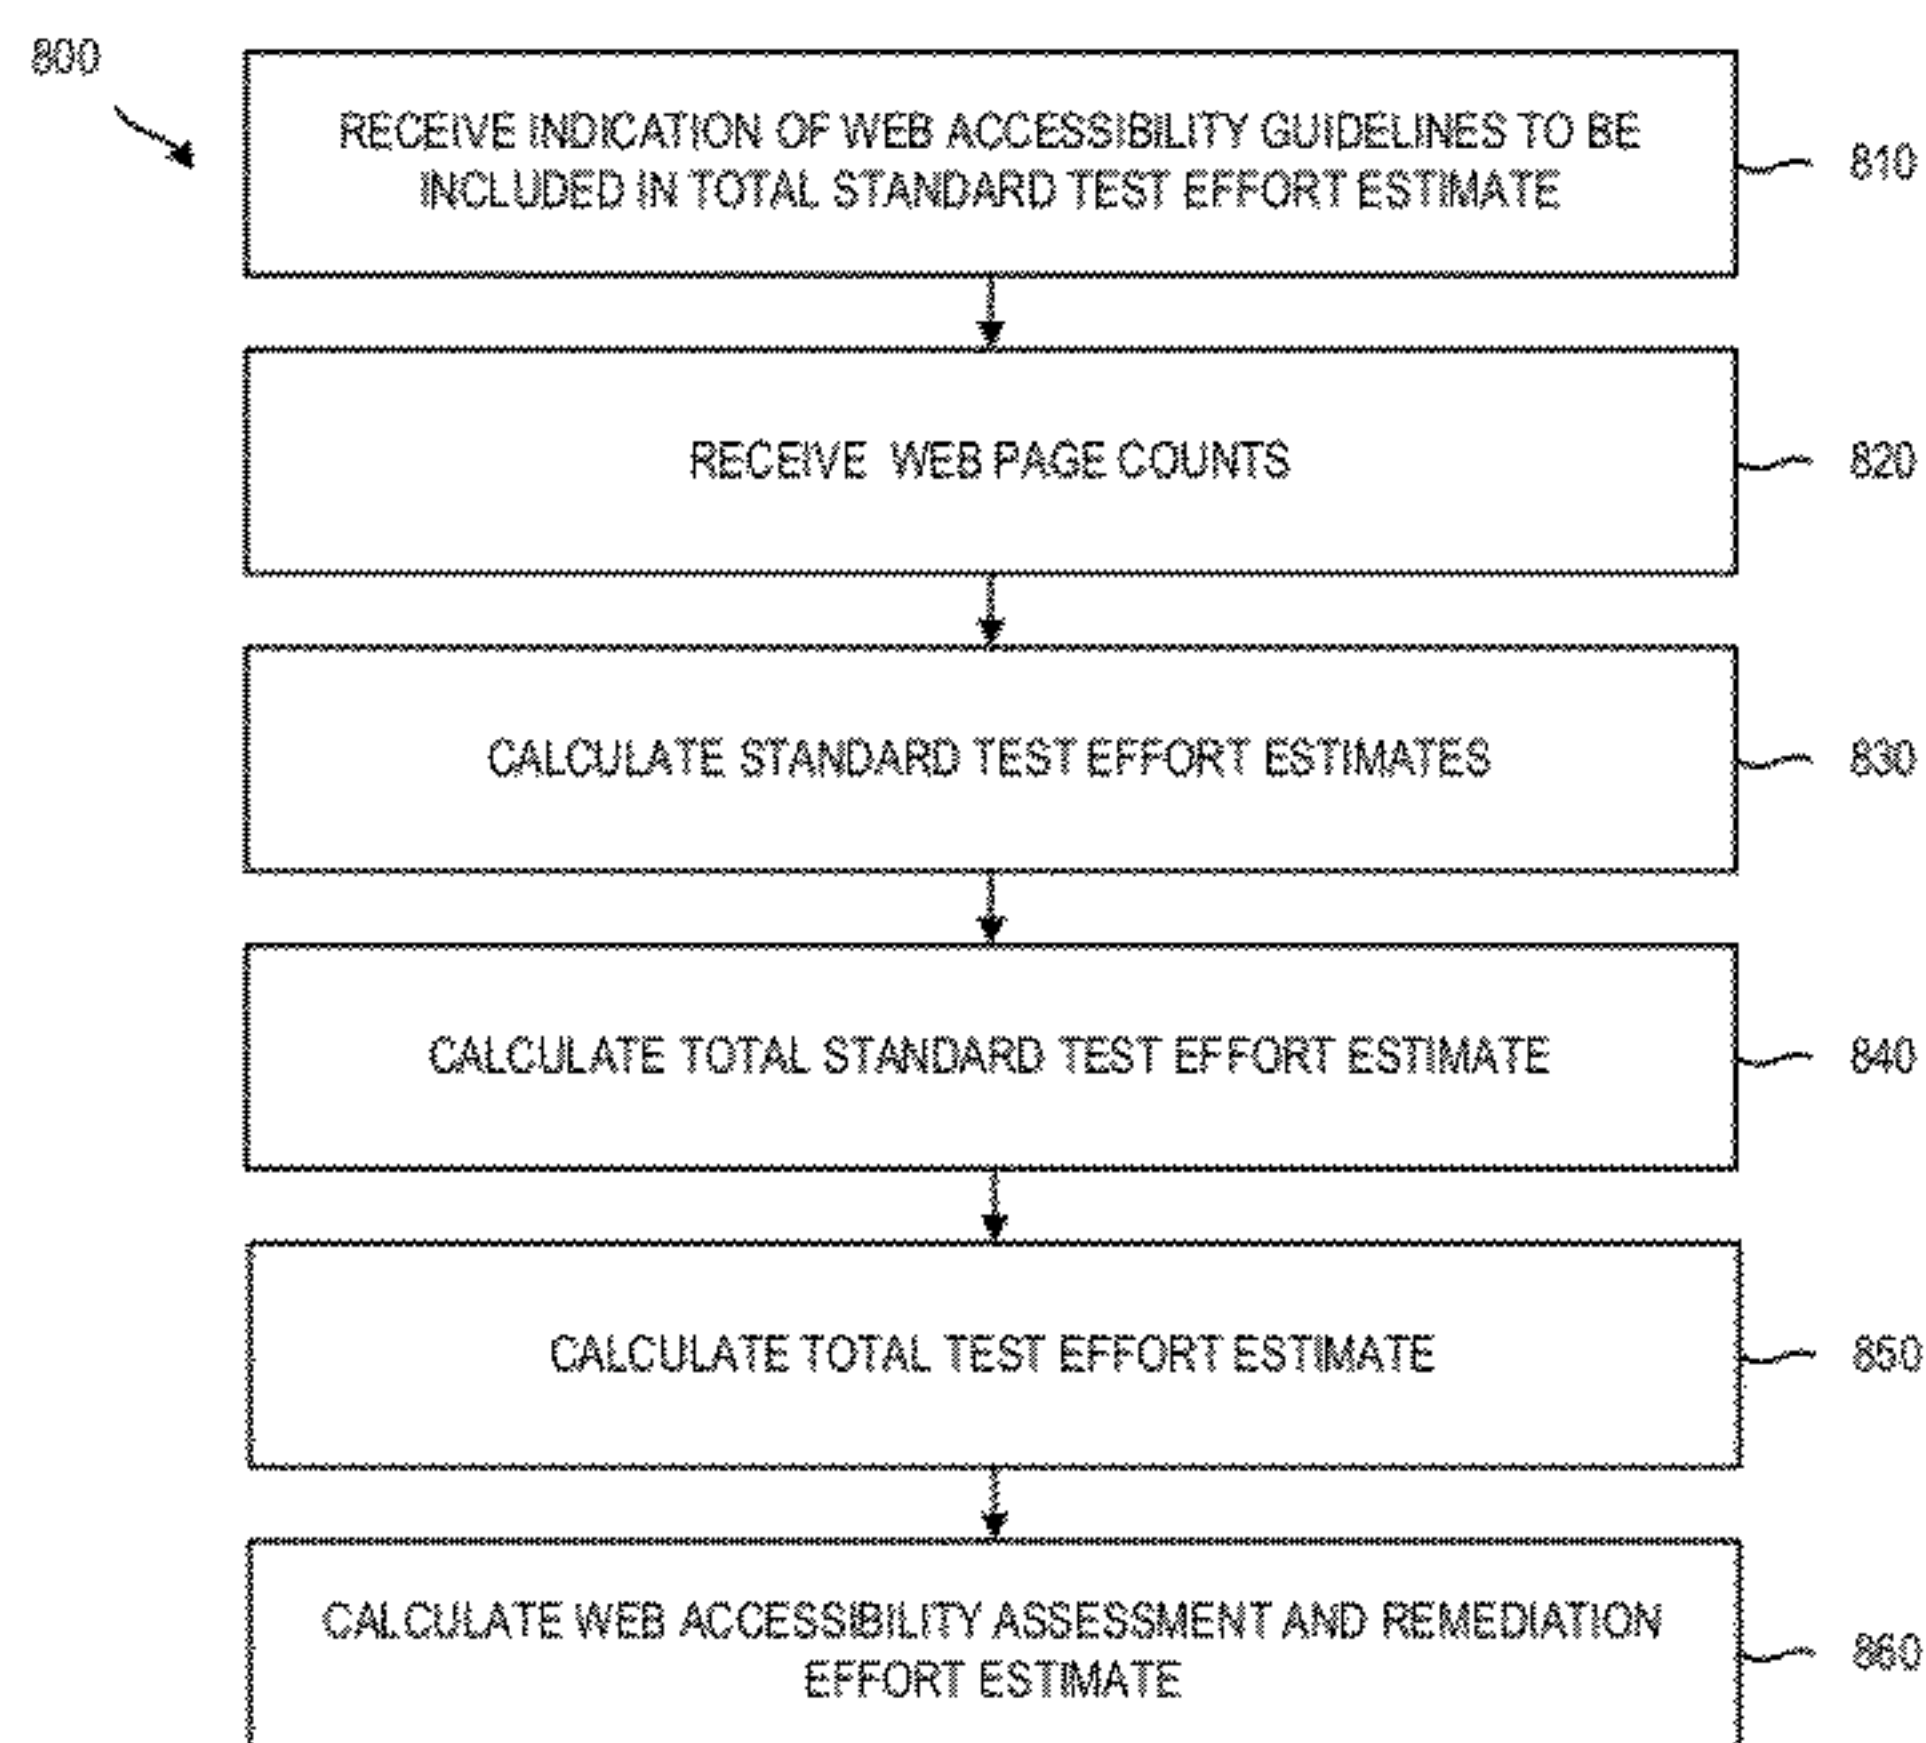 800
RECEIVE INDICATION OF WEB ACCESSIBILITY GUIDELINES TO BE
INCLUDED IN TOTAL STANDARD TEST EFFORT ESTIMATE
810
RECEIVE WEB PAGE COUNTS
820
CALCULATE STANDARD TEST EFFORT ESTIMATES
830
CALCULATE TOTAL STANDARD TEST EFFORT ESTIMATE
840
CALCULATE TOTAL TEST EFFORT ESTIMATE
850
CALCULATE WEB ACCESSIBILITY ASSESSMENT AND REMEDIATION
EFFORT ESTIMATE
860